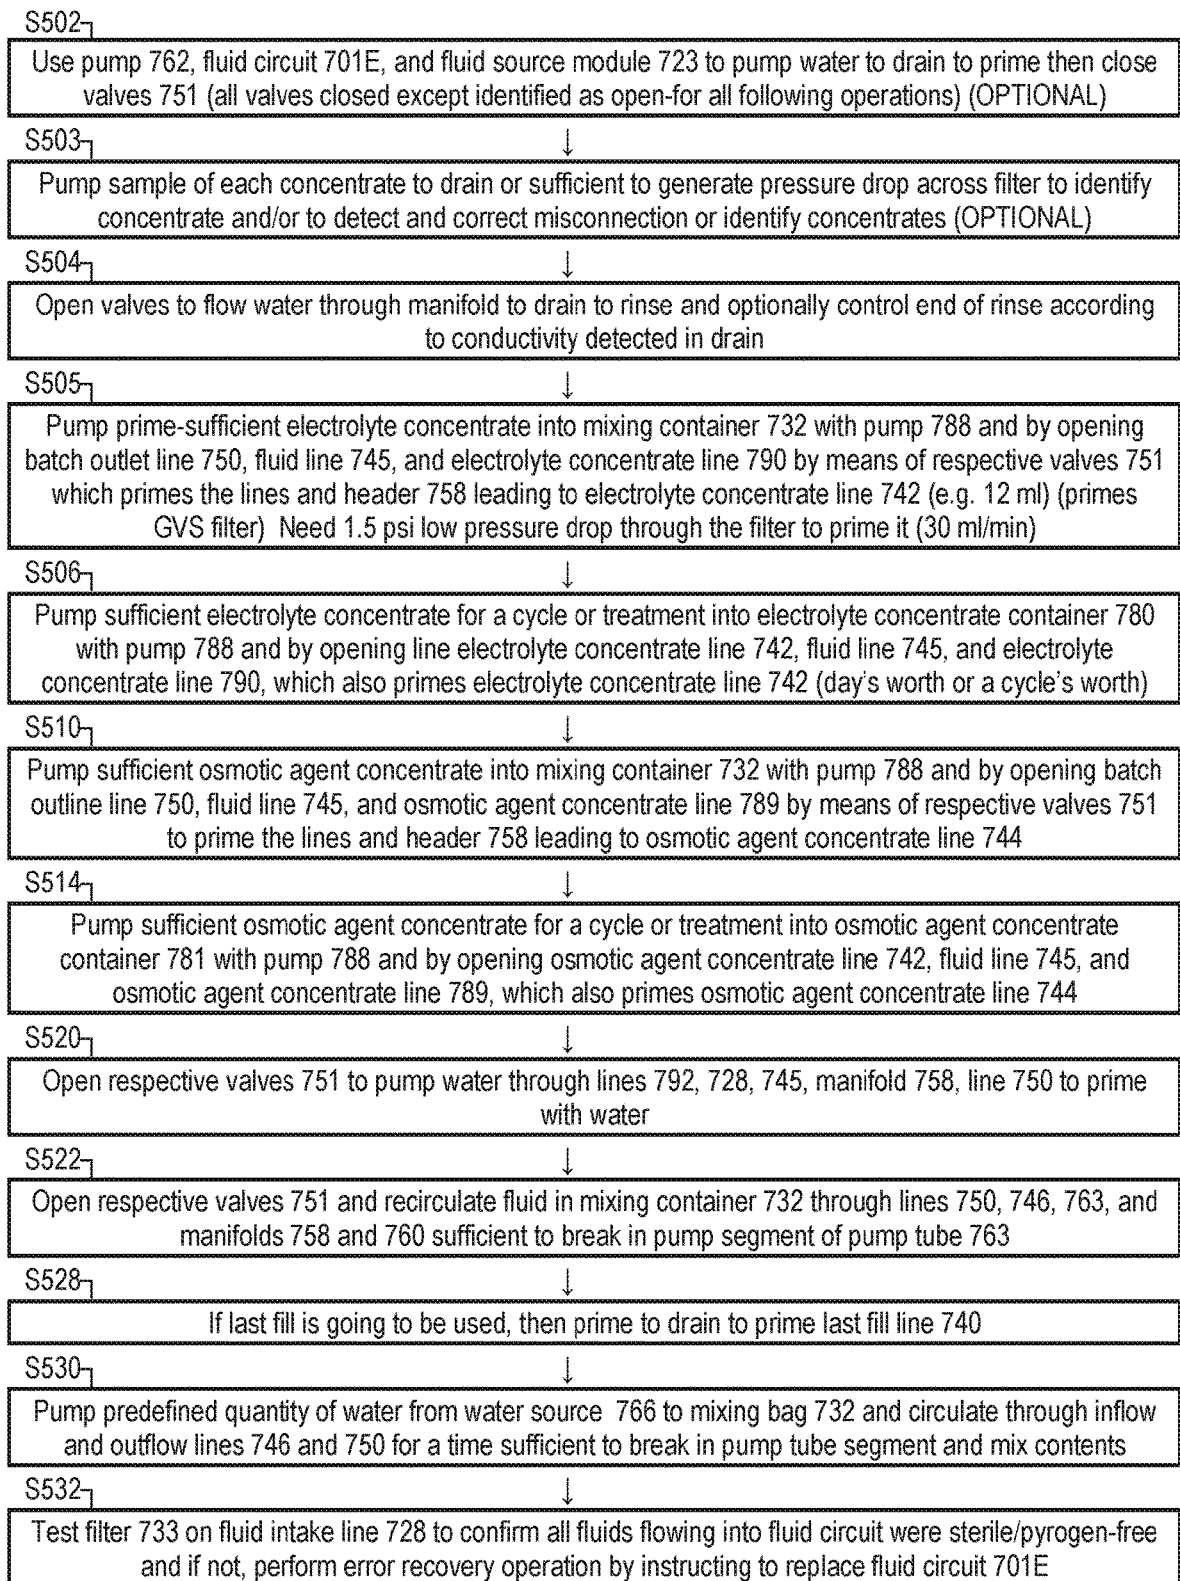 S502
Use pump 762, fluid circuit 701E, and fluid source module 723 to pump water to drain to prime then close
valves 751 (all valves closed except identified as open-for all following operations) (OPTIONAL)
S503
Pump sample of each concentrate to drain or sufficient to generate pressure drop across filter to identify
concentrate and/or to detect and correct misconnection or identify concentrates (OPTIONAL)
S504
Open valves to flow water through manifold to drain to rinse and optionally control end of rinse according
to conductivity detected in drain
S505
Pump prime-sufficient electrolyte concentrate into mixing container 732 with pump 788 and by opening
batch outlet line 750, fluid line 745, and electrolyte concentrate line 790 by means of respective valves 751
which primes the lines and header 758 leading to electrolyte concentrate line 742 (e.g. 12 ml) (primes
GVS filter) Need 1.5 psi low pressure drop through the filter to prime it (30 ml/min)
S506
Pump sufficient electrolyte concentrate for a cycle or treatment into electrolyte concentrate container 780
with pump 788 and by opening line electrolyte concentrate line 742, fluid line 745, and electrolyte
concentrate line 790, which also primes electrolyte concentrate line 742 (day's worth or a cycle's worth)
S510
Pump sufficient osmotic agent concentrate into mixing container 732 with pump 788 and by opening batch
outline line 750, fluid line 745, and osmotic agent concentrate line 789 by means of respective valves 751
to prime the lines and header 758 leading to osmotic agent concentrate line 744
S514
Pump sufficient osmotic agent concentrate for a cycle or treatment into osmotic agent concentrate
container 781 with pump 788 and by opening osmotic agent concentrate line 742, fluid line 745, and
osmotic agent concentrate line 789, which also primes osmotic agent concentrate line 744
S520
Open respective valves 751 to pump water through lines 792, 728, 745, manifold 758, line 750 to prime
with water
S522
Open respective valves 751 and recirculate fluid in mixing container 732 through lines 750, 746, 763, and
manifolds 758 and 760 sufficient to break in pump segment of pump tube 763
S528
If last fill is going to be used, then prime to drain to prime last fill line 740
S530
Pump predefined quantity of water from water source 766 to mixing bag 732 and circulate through inflow
and outflow lines 746 and 750 for a time sufficient to break in pump tube segment and mix contents
S532
Test filter 733 on fluid intake line 728 to confirm all fluids flowing into fluid circuit were sterile/pyrogen-free
and if not, perform error recovery operation by instructing to replace fluid circuit 701E